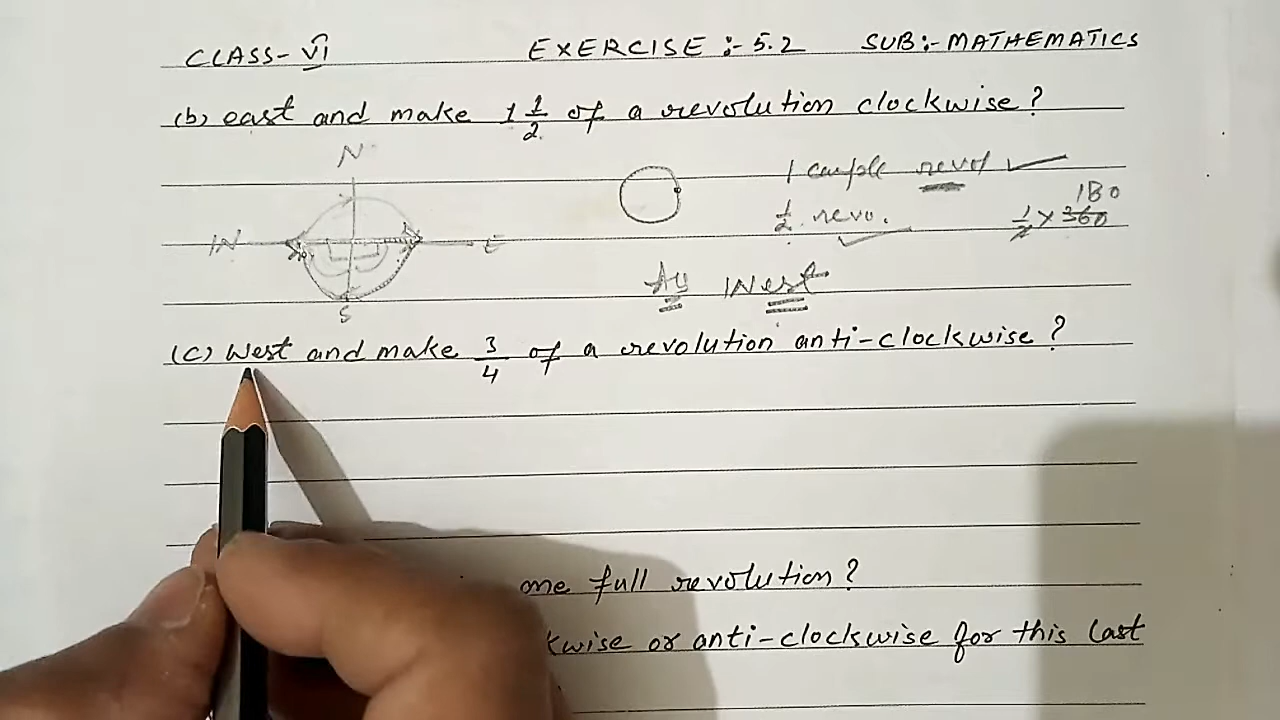 CLASS-VI EXERCISE :- 5.2 SUB:- MATHEMATICS
(b) east and make 1 1/2 of a revolution clockwise?
N
1 comple revol
180
1/2 revo. 1/2 x 360
W E
West
S
(c) West and make 3/4 of a revolution anti-clockwise?
one full revolution?
kwise or anti-clockwise for this last